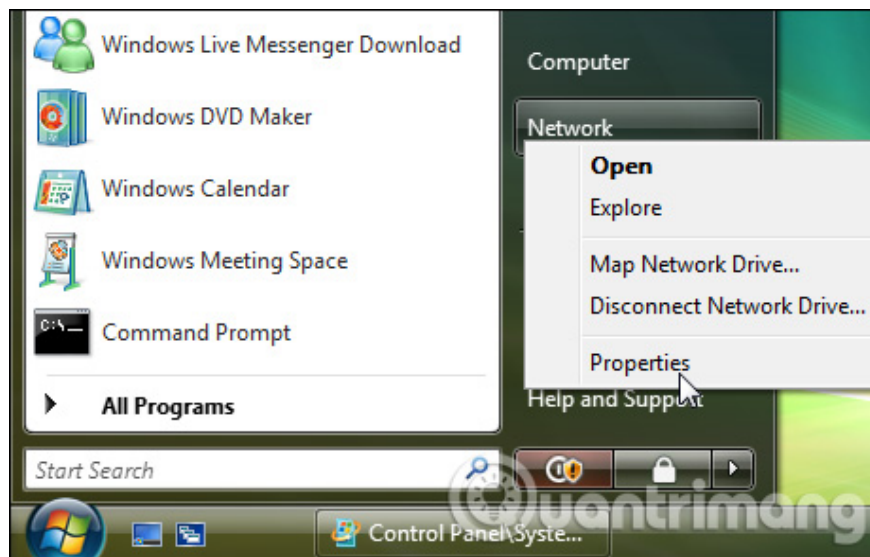 Windows Live Messenger Download
Windows DVD Maker
Windows Calendar
Windows Meeting Space
C:\_
Command Prompt
All Programs
Start Search
Computer
Network
Open
Explore
Map Network Drive...
Disconnect Network Drive...
Properties
Help and Support
Control Panel\Syste...
Quantrimang